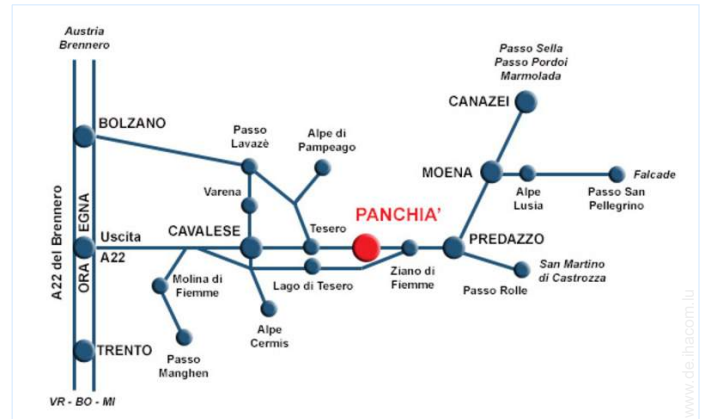 Austria
Brennero
BOLZANO
Passo
Lavazè
Alpe di
Pampeago
Passo Sella
Passo Pordoi
Marmolada
CANAZEI
MOENA
Alpe
Lusia
Passo San
Pellegrino
Falcade
Varena
PANCHIA'
A22 del Brennero
ORA EGNA
Uscita
A22
CAVALESE
Tesero
PREDAZZO
Ziano di
Fiemme
Lago di Tesero
Molina di
Fiemme
San Martino
di Castrozza
Passo Rolle
Alpe
Cermis
Passo
Manghen
TRENTO
VR - BO - MI
www.de.ihacom.lu